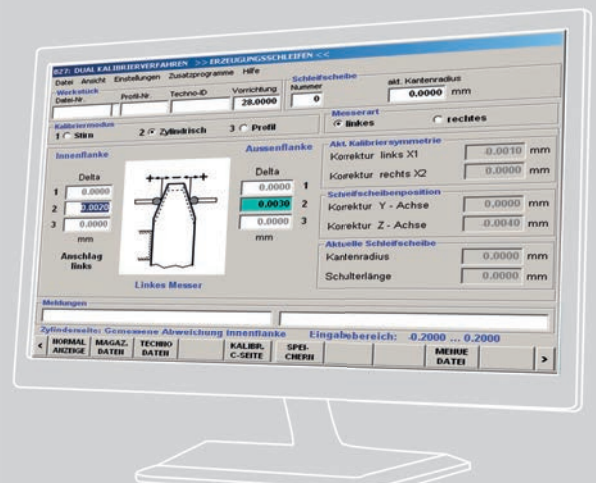 B27: DUAL KALIBRIERVERFAHREN >> ERZEUGUNGSSCHLEIFEN <<
Datei Ansicht Einstellungen Zusatzprogramme Hilfe
Werkstück
Datei-Nr. Profil-Nr. Techno-ID Vorrichtung
28.0000
Schleifscheibe
Nummer akt. Kantenradius
0 0.0000 mm
Kalibriermodus
1 Stirn 2 Zylindrisch 3 Profil
Messerart
linkes rechtes
Innenflanke
Delta
1 0.0000
2 0.0020
3 0.0000
mm
Anschlag
links
Linkes Messer
Aussenflanke
Delta
0.0000 1
0.0030 2
0.0000 3
mm
Akt. Kalibriersymmetrie
Korrektur links X1 0.0010 mm
Korrektur rechts X2 0.0000 mm
Schleifscheibenposition
Korrektur Y - Achse 0.0000 mm
Korrektur Z - Achse -0.0040 mm
Aktuelle Schleifscheibe
Kantenradius 0.0000 mm
Schulterlänge 0.0000 mm
Meldungen
Zylinderseite: Gemessene Abweichung Innenflanke Eingabebereich: -0.2000 ... 0.2000
< NORMAL ANZEIGE MAGAZ. DATEN TECHNO DATEN KALIBR. C-SEITE SPEI-CHERN MENUE DATEI >